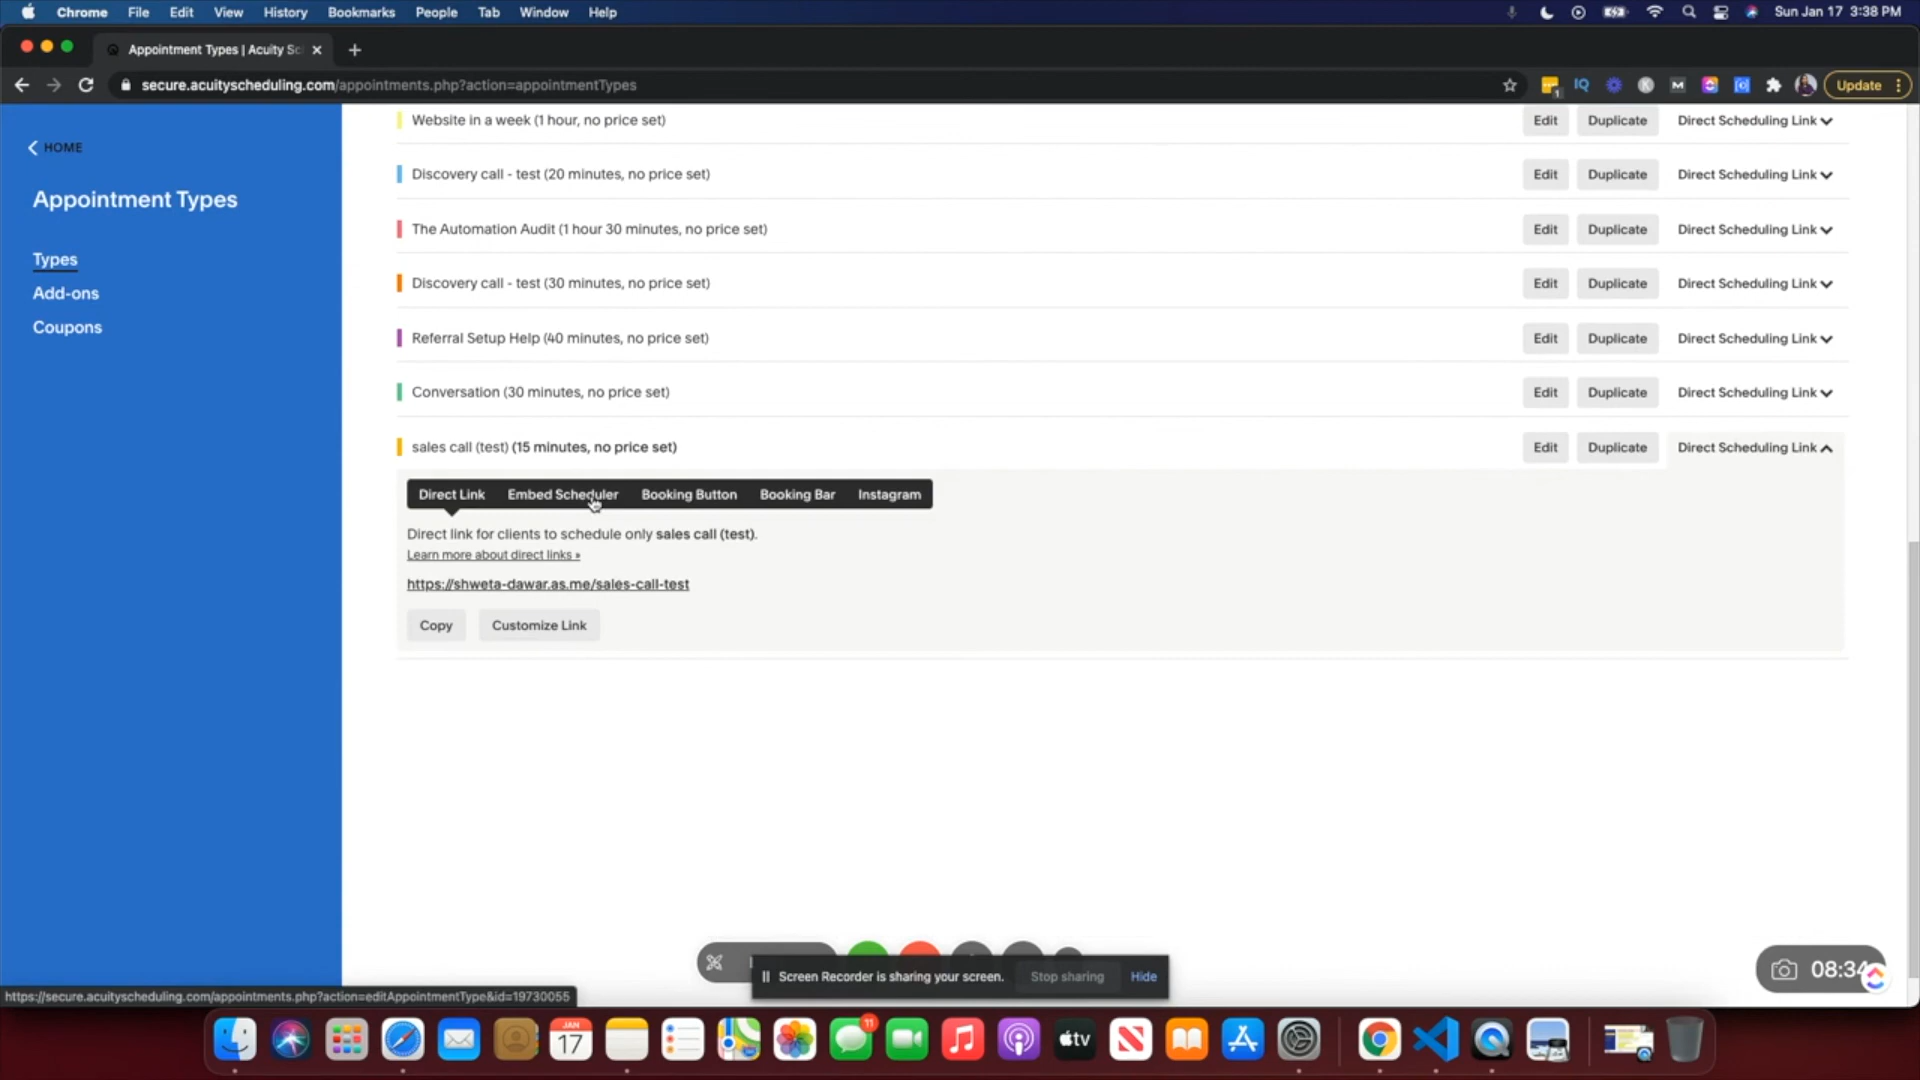 Chrome File Edit View History Bookmarks People Tab Window Help
Sun Jan 17 3:38 PM
Appointment Types | Acuity Sc
secure.acuityscheduling.com/appointments.php?action=appointmentTypes
Update
HOME
Appointment Types
Types
Add-ons
Coupons
Website in a week (1 hour, no price set) Edit Duplicate Direct Scheduling Link
Discovery call - test (20 minutes, no price set) Edit Duplicate Direct Scheduling Link
The Automation Audit (1 hour 30 minutes, no price set) Edit Duplicate Direct Scheduling Link
Discovery call - test (30 minutes, no price set) Edit Duplicate Direct Scheduling Link
Referral Setup Help (40 minutes, no price set) Edit Duplicate Direct Scheduling Link
Conversation (30 minutes, no price set) Edit Duplicate Direct Scheduling Link
sales call (test) (15 minutes, no price set) Edit Duplicate Direct Scheduling Link
Direct Link Embed Scheduler Booking Button Booking Bar Instagram
Direct link for clients to schedule only sales call (test).
Learn more about direct links »
https://shweta-dawar.as.me/sales-call-test
Copy Customize Link
Screen Recorder is sharing your screen. Stop sharing Hide
08:34
https://secure.acuityscheduling.com/appointments.php?action=editAppointmentType&id=19730055
JAN
17
11
tv